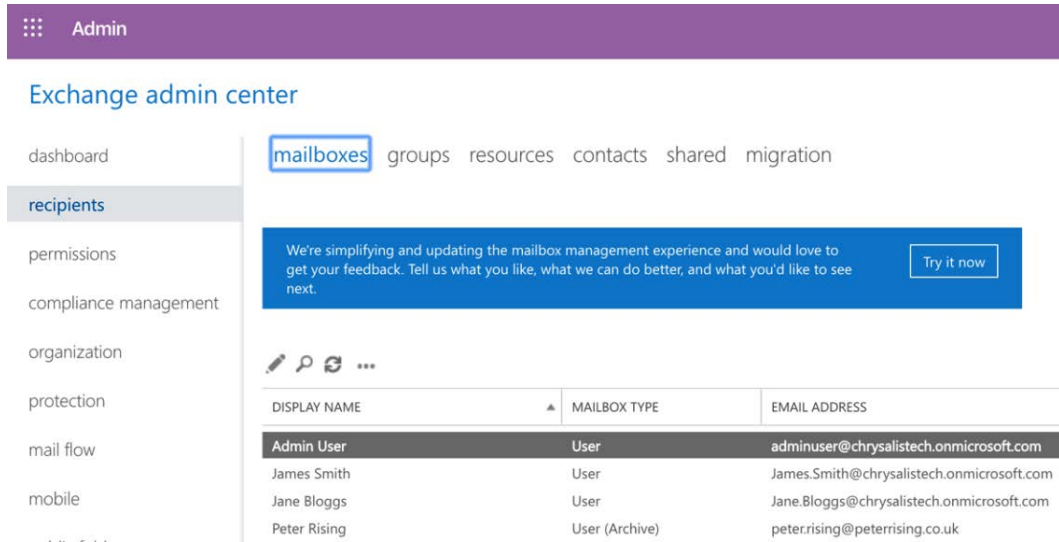 Admin
Exchange admin center
dashboard
recipients
permissions
compliance management
organization
protection
mail flow
mobile
mailboxes groups resources contacts shared migration
We're simplifying and updating the mailbox management experience and would love to
get your feedback. Tell us what you like, what we can do better, and what you'd like to see
next.
Try it now
DISPLAY NAME MAILBOX TYPE EMAIL ADDRESS
Admin User User adminuser@chrysalistech.onmicrosoft.com
James Smith User James.Smith@chrysalistech.onmicrosoft.com
Jane Bloggs User Jane.Bloggs@chrysalistech.onmicrosoft.com
Peter Rising User (Archive) peter.rising@peterrising.co.uk